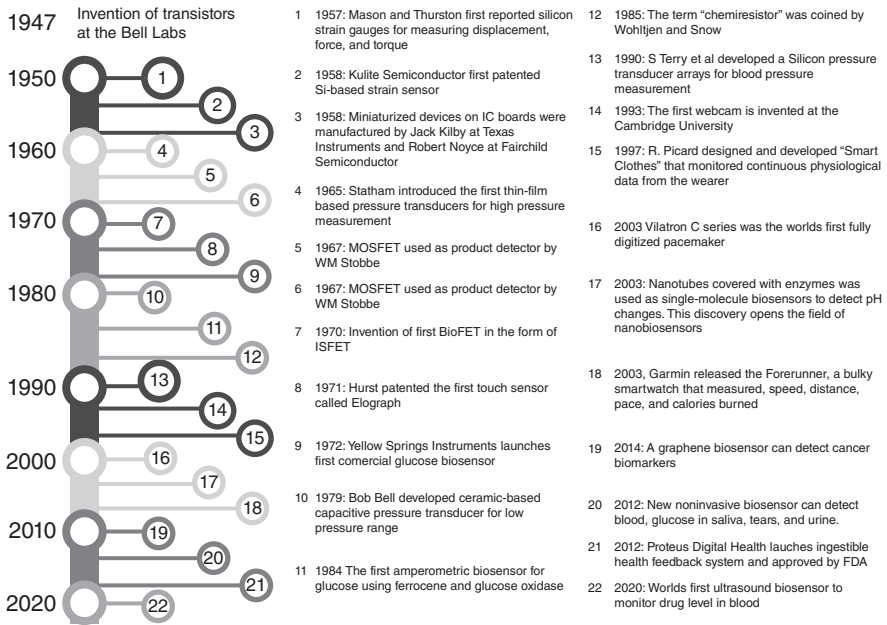 1947
Invention of transistors
at the Bell Labs
1950
1
2
3
1960
4
5
6
1970
7
8
9
1980
10
11
12
1990
13
14
15
2000
16
17
18
2010
19
20
21
2020
22
1 1957: Mason and Thurston first reported silicon
strain gauges for measuring displacement,
force, and torque
2 1958: Kulite Semiconductor first patented
Si-based strain sensor
3 1958: Miniaturized devices on IC boards were
manufactured by Jack Kilby at Texas
Instruments and Robert Noyce at Fairchild
Semiconductor
4 1965: Statham introduced the first thin-film
based pressure transducers for high pressure
measurement
5 1967: MOSFET used as product detector by
WM Stobbe
6 1967: MOSFET used as product detector by
WM Stobbe
7 1970: Invention of first BioFET in the form of
ISFET
8 1971: Hurst patented the first touch sensor
called Elograph
9 1972: Yellow Springs Instruments launches
first comercial glucose biosensor
10 1979: Bob Bell developed ceramic-based
capacitive pressure transducer for low
pressure range
11 1984 The first amperometric biosensor for
glucose using ferrocene and glucose oxidase
12 1985: The term “chemiresistor” was coined by
Wohltjen and Snow
13 1990: S Terry et al developed a Silicon pressure
transducer arrays for blood pressure
measurement
14 1993: The first webcam is invented at the
Cambridge University
15 1997: R. Picard designed and developed “Smart
Clothes” that monitored continuous physiological
data from the wearer
16 2003 Vilatron C series was the worlds first fully
digitized pacemaker
17 2003: Nanotubes covered with enzymes was
used as single-molecule biosensors to detect pH
changes. This discovery opens the field of
nanobiosensors
18 2003, Garmin released the Forerunner, a bulky
smartwatch that measured, speed, distance,
pace, and calories burned
19 2014: A graphene biosensor can detect cancer
biomarkers
20 2012: New noninvasive biosensor can detect
blood, glucose in saliva, tears, and urine.
21 2012: Proteus Digital Health lauches ingestible
health feedback system and approved by FDA
22 2020: Worlds first ultrasound biosensor to
monitor drug level in blood